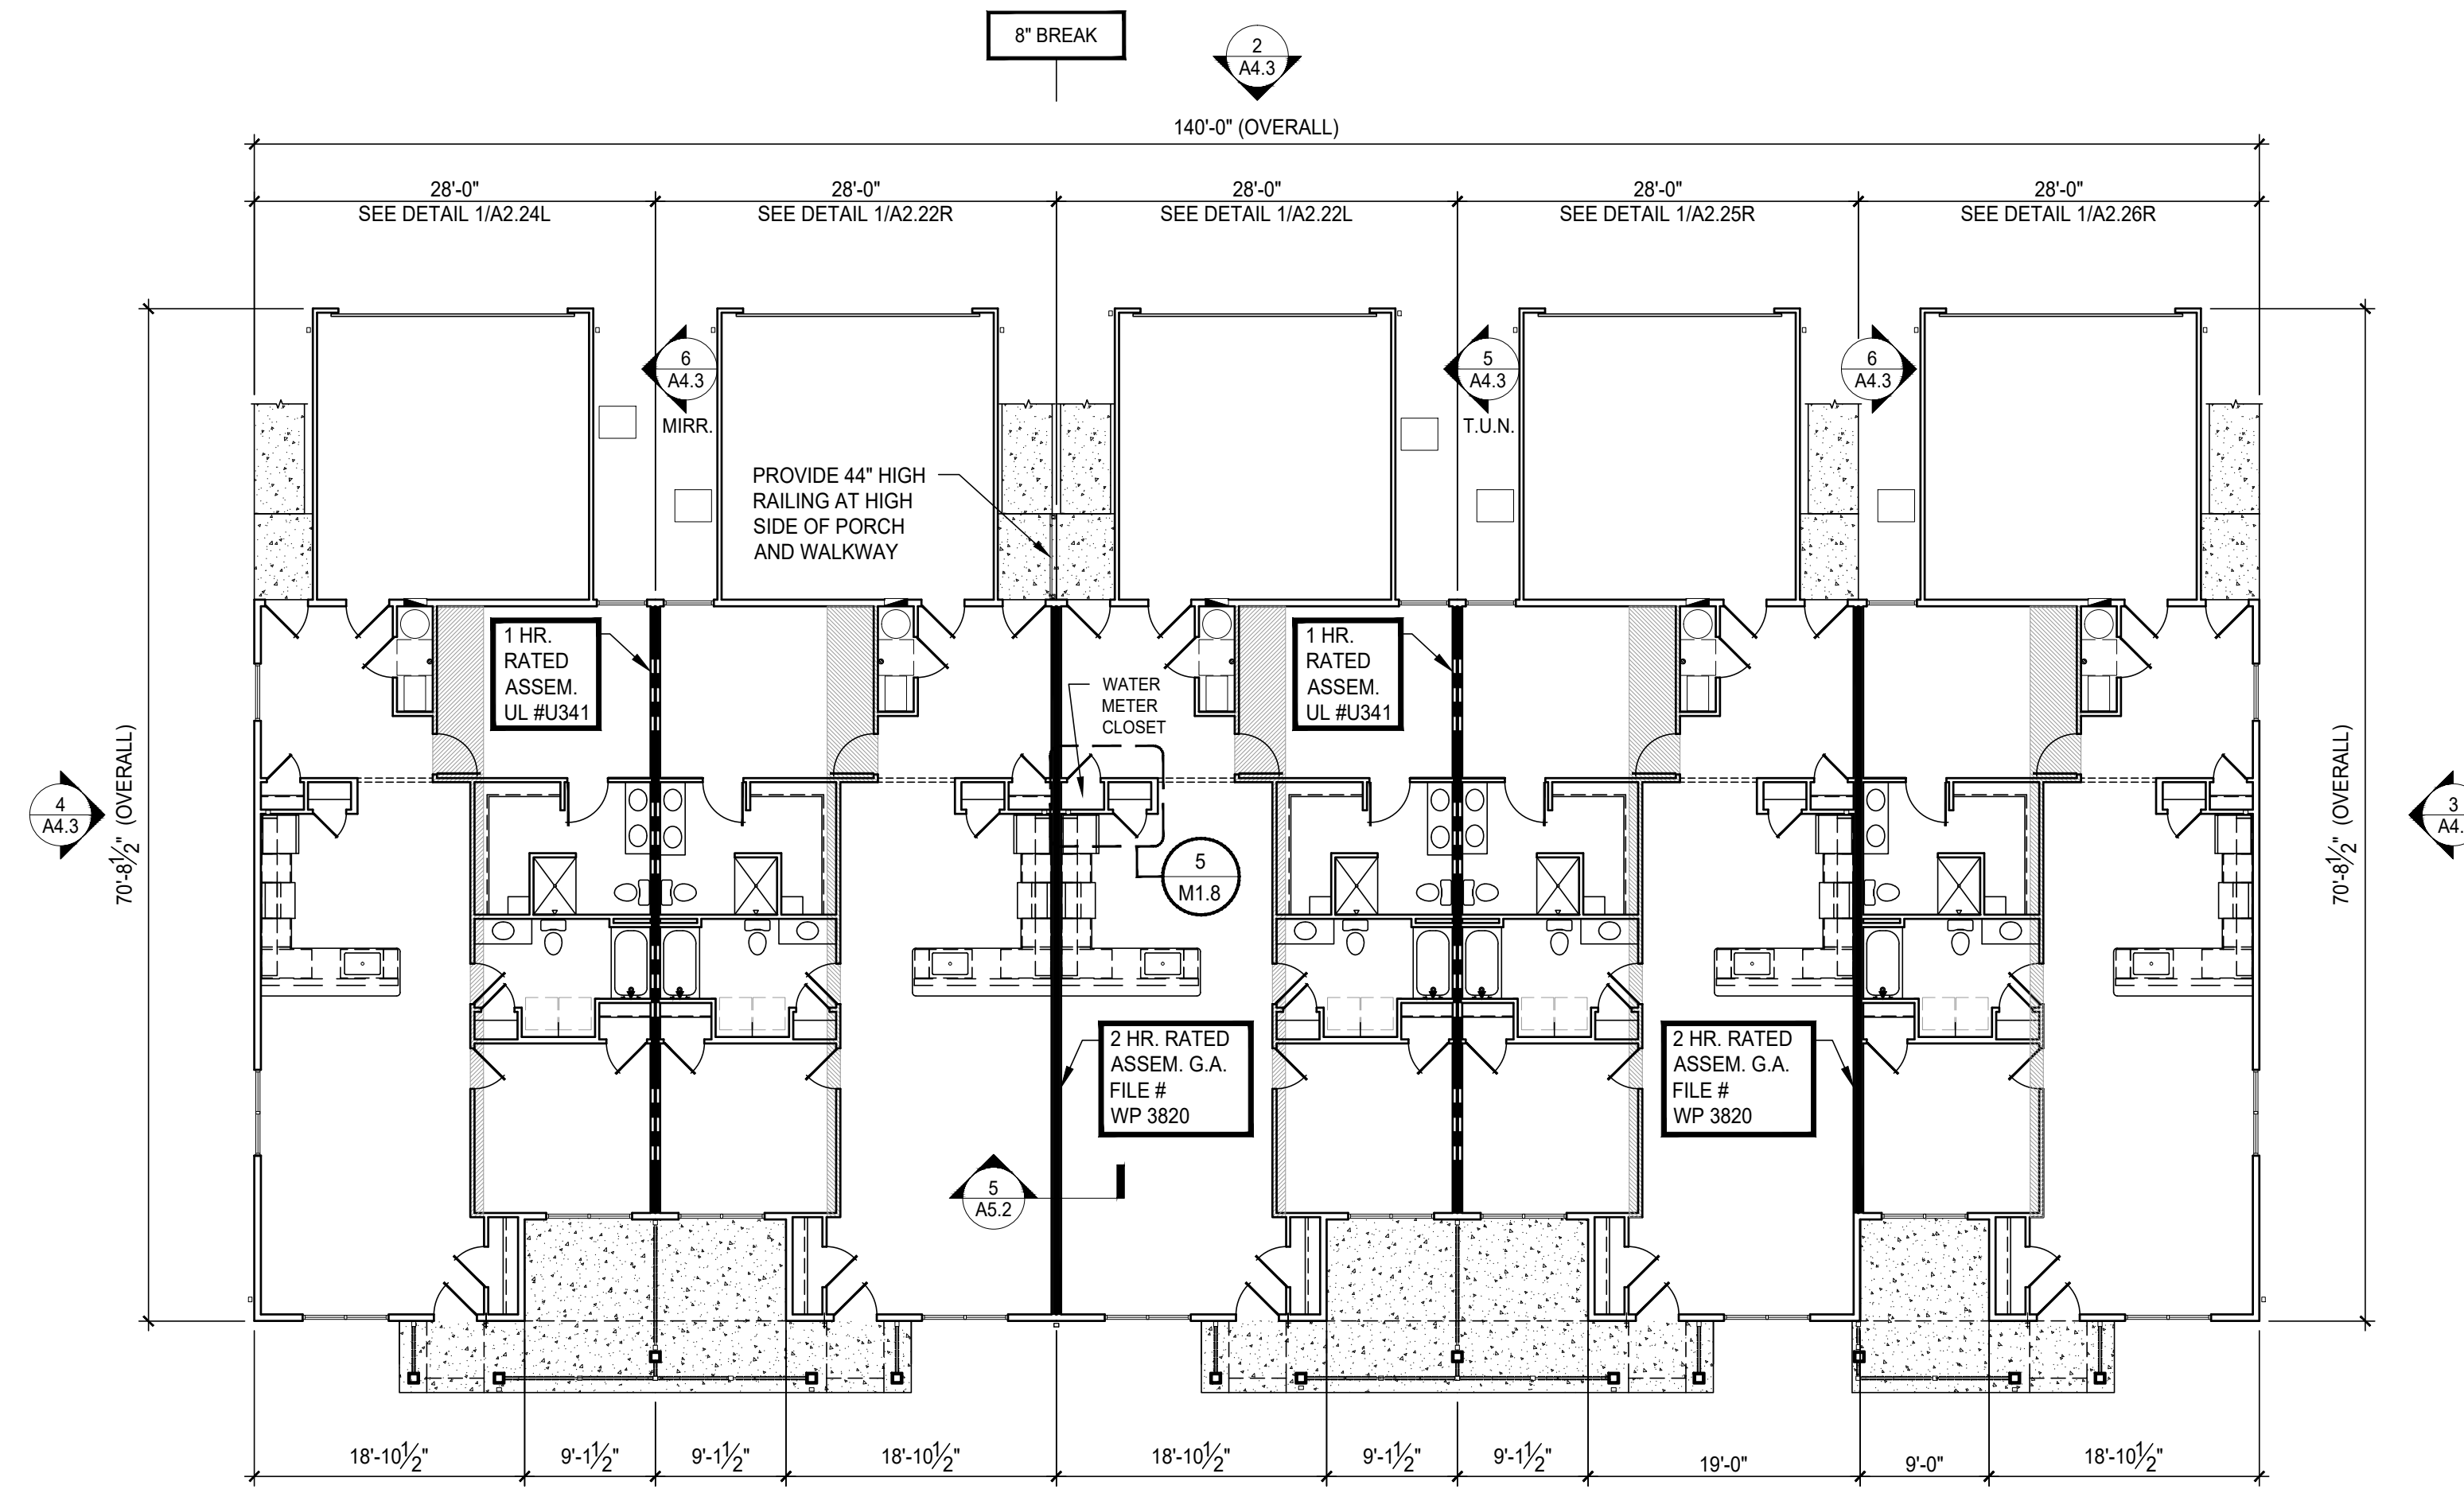 8" BREAK
2
A4.3
140'-0" (OVERALL)
28'-0"
SEE DETAIL 1/A2.24L
28'-0"
SEE DETAIL 1/A2.22R
28'-0"
SEE DETAIL 1/A2.22L
28'-0"
SEE DETAIL 1/A2.25R
28'-0"
SEE DETAIL 1/A2.26R
6
A4.3
MIRR.
5
A4.3
T.U.N.
6
A4.3
PROVIDE 44" HIGH
RAILING AT HIGH
SIDE OF PORCH
AND WALKWAY
1 HR.
RATED
ASSEM.
UL #U341
1 HR.
RATED
ASSEM.
UL #U341
WATER
METER
CLOSET
4
A4.3
70'-8½" (OVERALL)
70'-8½" (OVERALL)
3
A4.
5
M1.8
2 HR. RATED
ASSEM. G.A.
FILE #
WP 3820
2 HR. RATED
ASSEM. G.A.
FILE #
WP 3820
5
A5.2
18'-10½"
9'-1½"
9'-1½"
18'-10½"
18'-10½"
9'-1½"
9'-1½"
19'-0"
9'-0"
18'-10½"